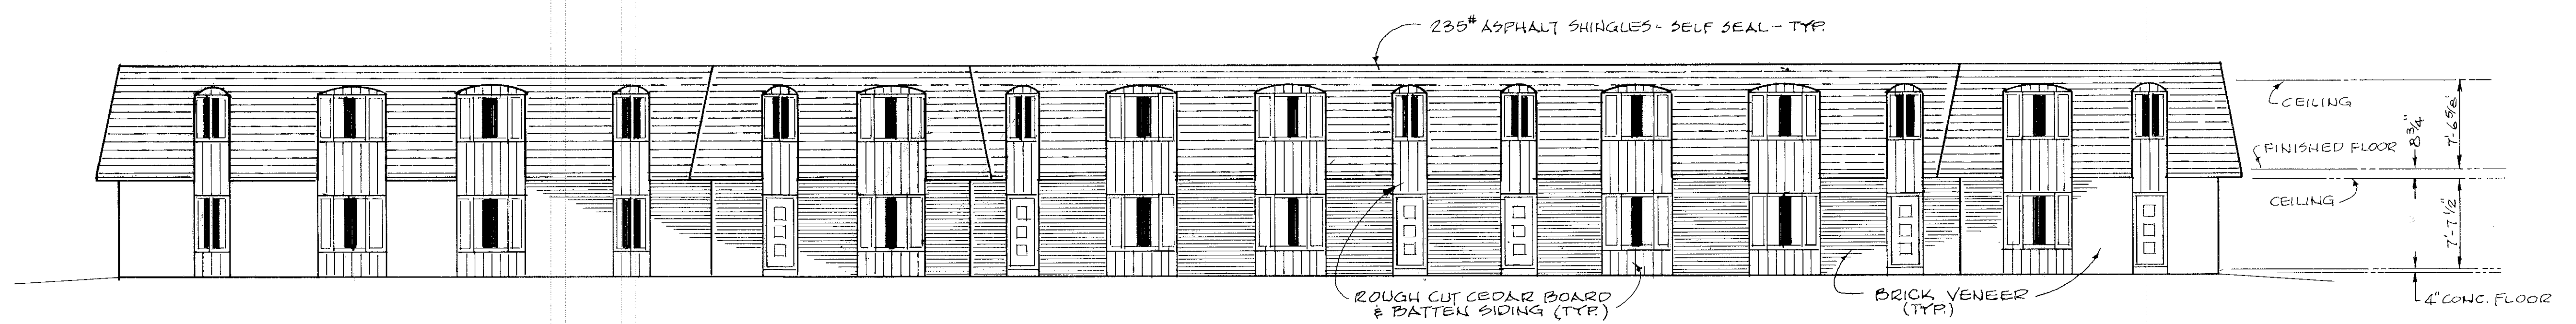 235# ASPHALT SHINGLES - SELF SEAL - TYP.
CEILING
FINISHED FLOOR
8 3/4"
7'-6 5/8"
CEILING
7'-7 1/2"
ROUGH CUT CEDAR BOARD
& BATTEN SIDING (TYP.)
BRICK VENEER
(TYP.)
4" CONC. FLOOR